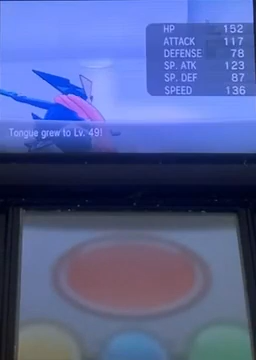 HP 152
ATTACK 117
DEFENSE 78
SP. ATK 123
SP. DEF 87
SPEED 136
Tongue grew to Lv. 49!